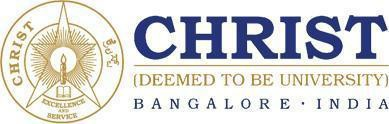 CHRIST
ಕ್ರೈಸ್ಟ್
EXCELLENCE
AND
SERVICE
CHRIST
(DEEMED TO BE UNIVERSITY)
BANGALORE · INDIA